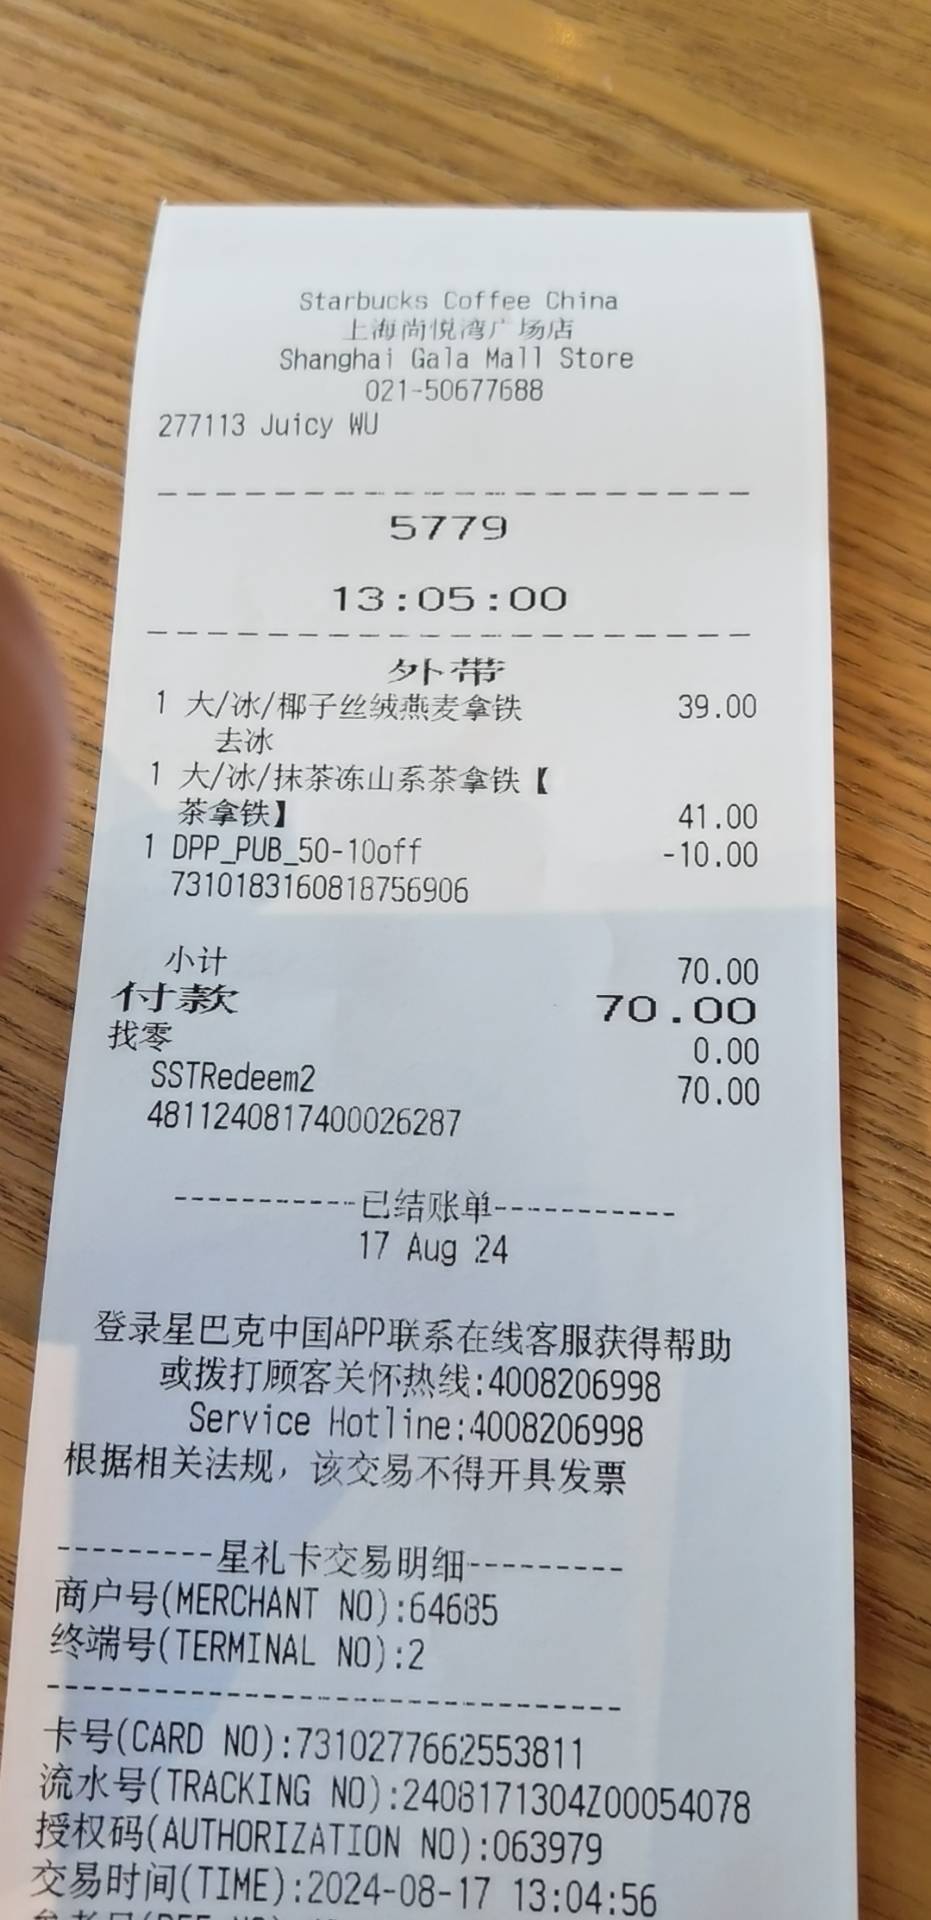 Starbucks Coffee China
上海尚悦湾广场店
Shanghai Gala Mall Store
021-50677688
277113 Juicy WU
5779
13:05:00
外带
1 大/冰/椰子丝绒燕麦拿铁 39.00
去冰
1 大/冰/抹茶冻山系茶拿铁【
茶拿铁】 41.00
1 DPP_PUB_50-10off -10.00
7310183160818756906
小计 70.00
付款 70.00
找零 0.00
SSTRedeem2 70.00
4811240817400026287
-----------已结账单-----------
17 Aug 24
登录星巴克中国APP联系在线客服获得帮助
或拨打顾客关怀热线:4008206998
Service Hotline:4008206998
根据相关法规，该交易不得开具发票
---------星礼卡交易明细---------
商户号(MERCHANT NO):64685
终端号(TERMINAL NO):2
卡号(CARD NO):7310277662553811
流水号(TRACKING NO):2408171304Z00054078
授权码(AUTHORIZATION NO):063979
交易时间(TIME):2024-08-17 13:04:56